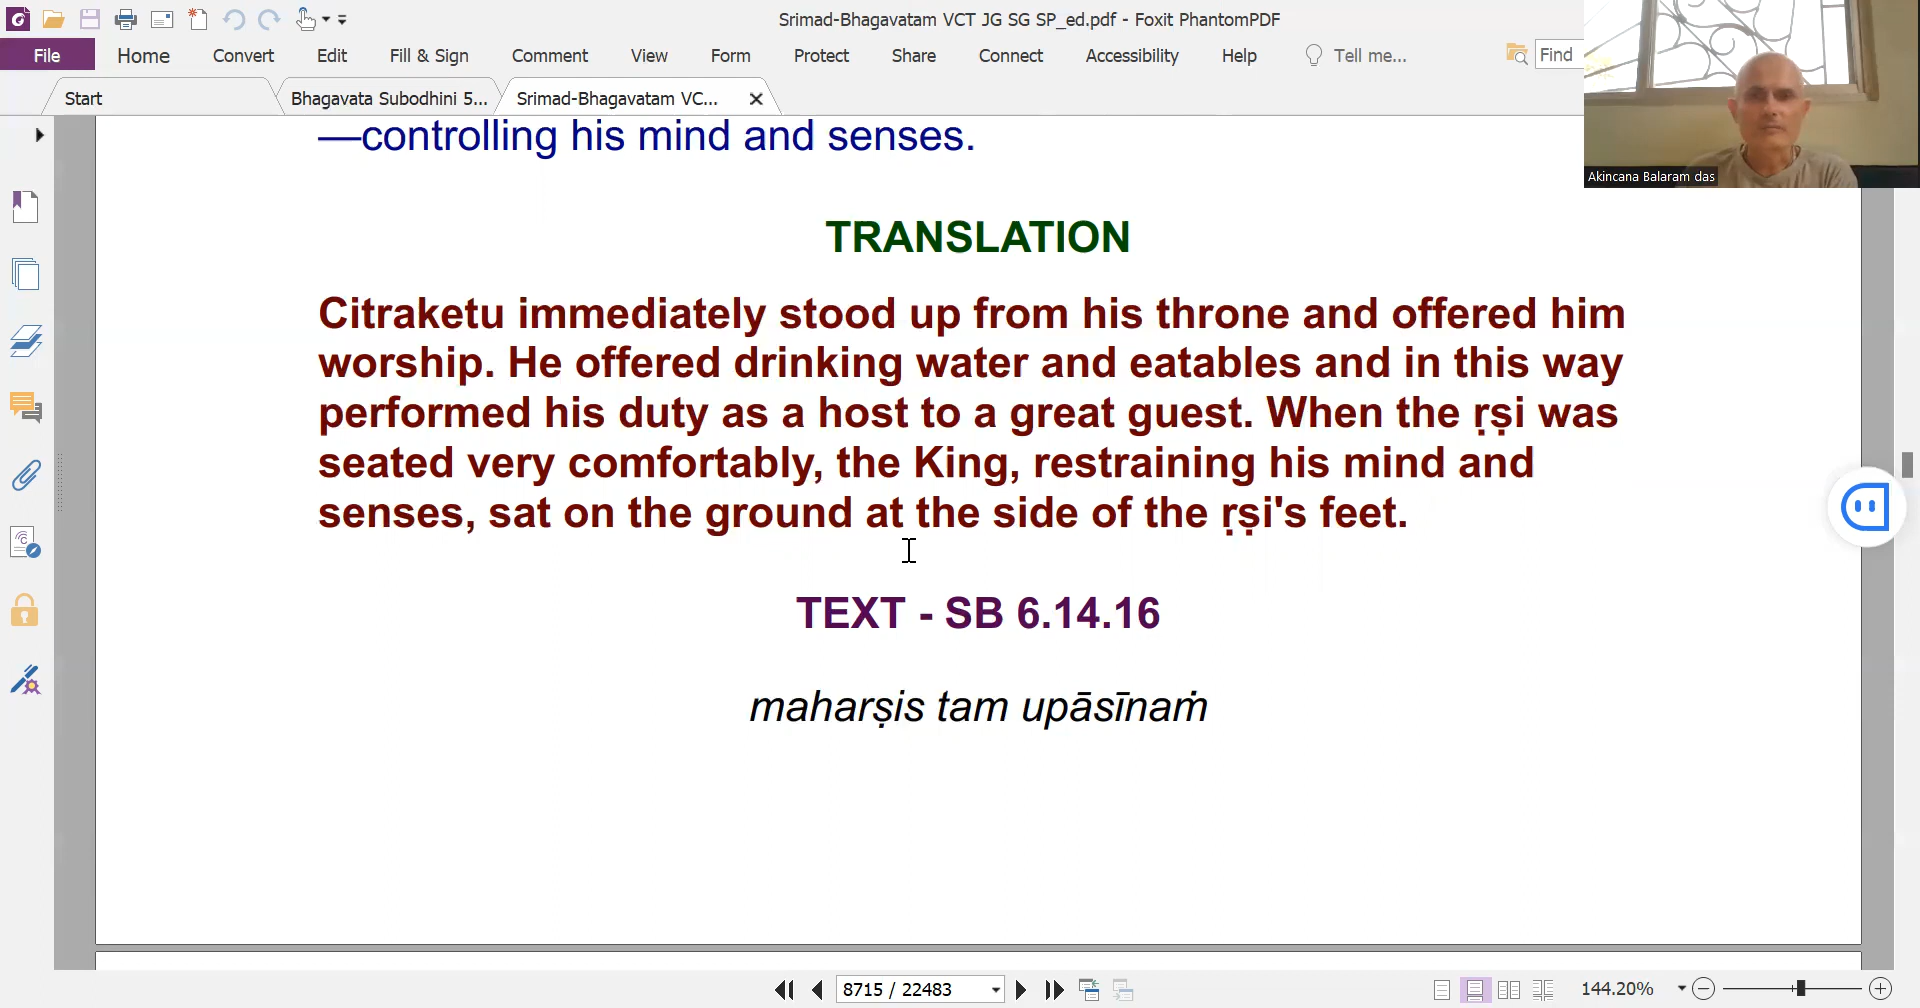 Srimad-Bhagavatam VCT JG SG SP_ed.pdf - Foxit PhantomPDF
File Home Convert Edit Fill & Sign Comment View Form Protect Share Connect Accessibility Help Tell me... Find
Start Bhagavata Subodhini 5... Srimad-Bhagavatam VC...
Akincana Balaram das
—controlling his mind and senses.
TRANSLATION
Citraketu immediately stood up from his throne and offered him
worship. He offered drinking water and eatables and in this way
performed his duty as a host to a great guest. When the ṛṣi was
seated very comfortably, the King, restraining his mind and
senses, sat on the ground at the side of the ṛṣi's feet.
TEXT - SB 6.14.16
maharṣis tam upāsīnaṁ
8715 / 22483
144.20%